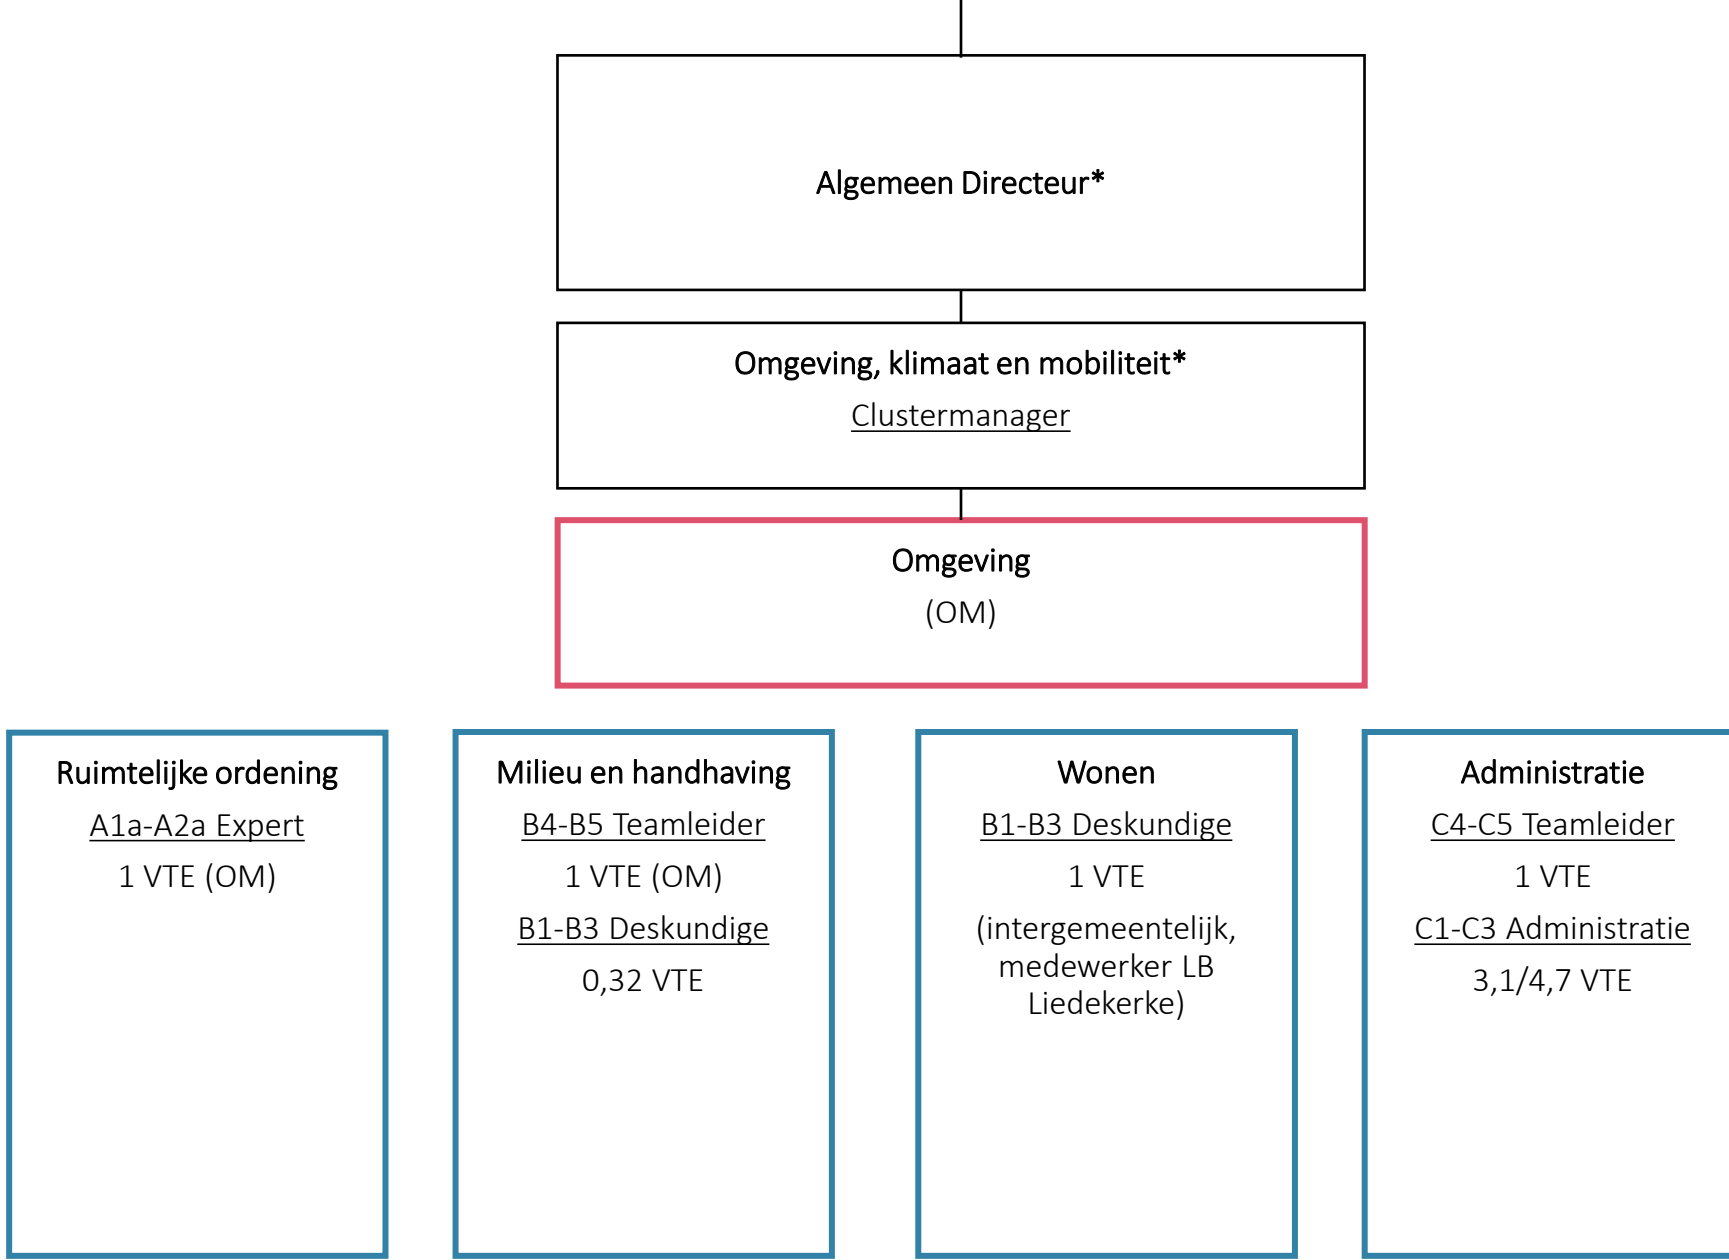 Algemeen Directeur*
Omgeving, klimaat en mobiliteit*
Clustermanager
Omgeving
(OM)
Ruimtelijke ordening
A1a-A2a Expert
1 VTE (OM)
Milieu en handhaving
B4-B5 Teamleider
1 VTE (OM)
B1-B3 Deskundige
0,32 VTE
Wonen
B1-B3 Deskundige
1 VTE
(intergemeentelijk,
medewerker LB
Liedekerke)
Administratie
C4-C5 Teamleider
1 VTE
C1-C3 Administratie
3,1/4,7 VTE